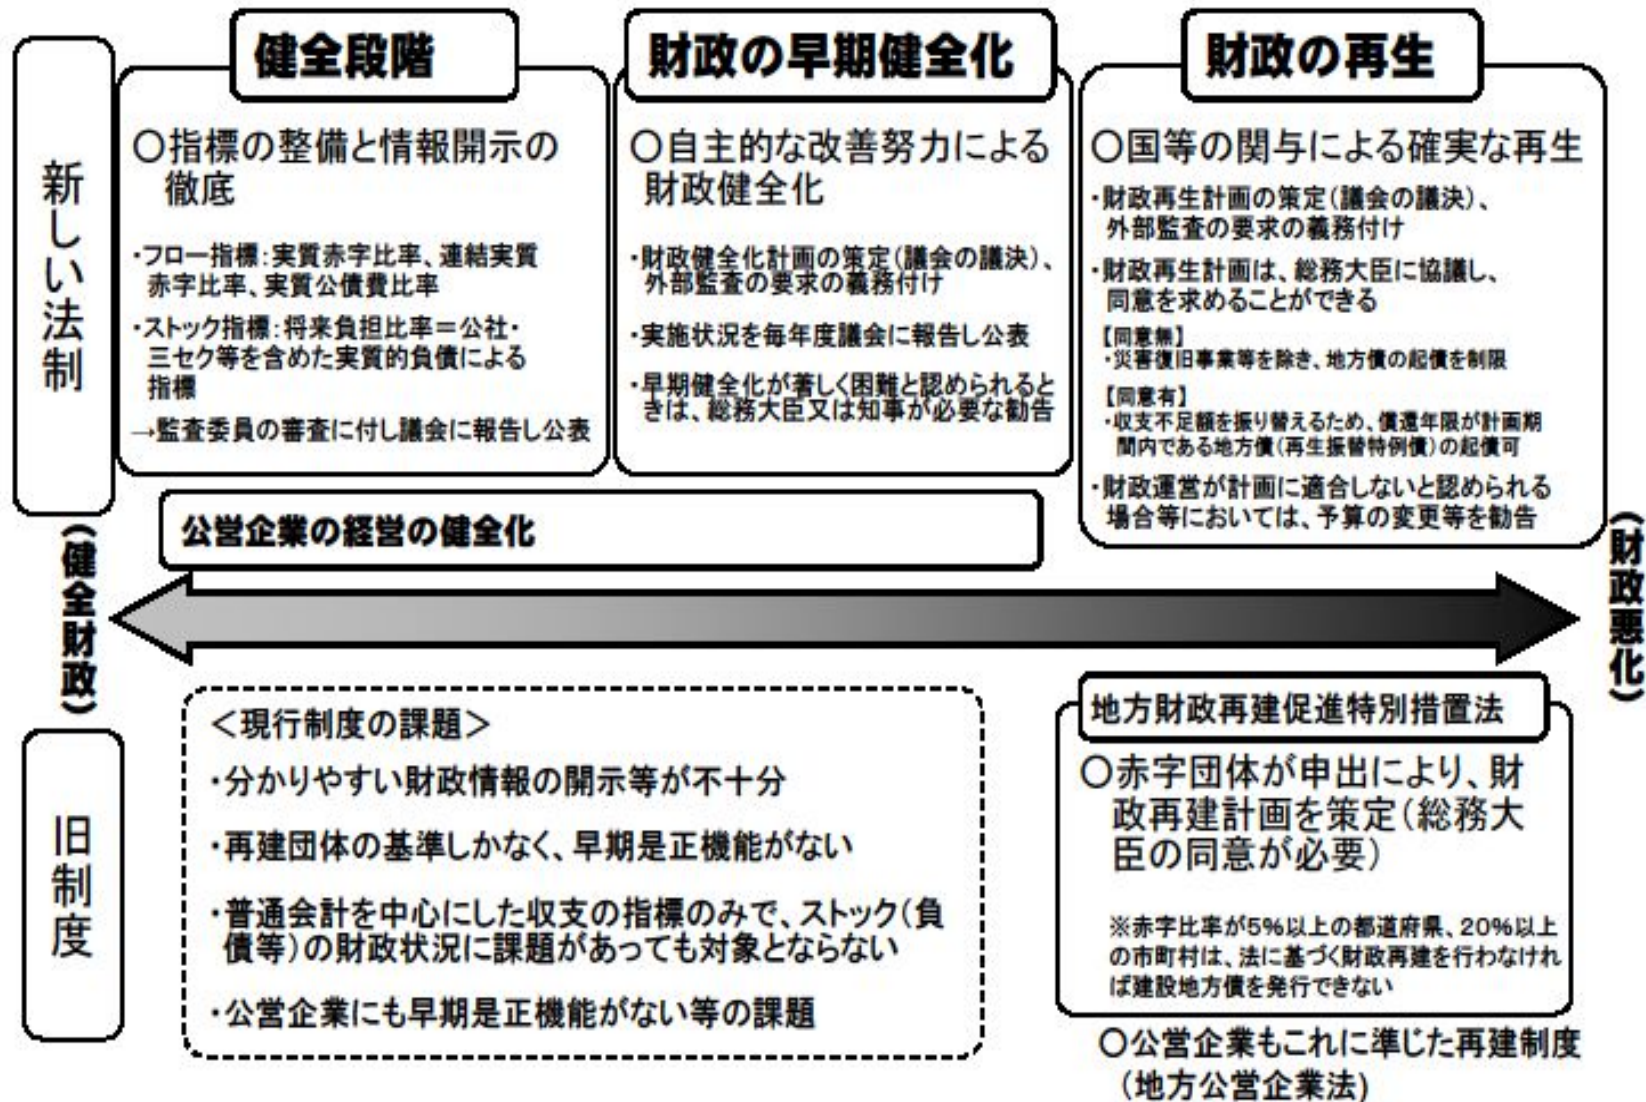 新しい法制
健全段階
○指標の整備と情報開示の
徹底
・フロー指標：実質赤字比率、連結実質
赤字比率、実質公債費比率
・ストック指標：将来負担比率＝公社・
三セク等を含めた実質的負債による
指標
→監査委員の審査に付し議会に報告し公表
財政の早期健全化
○自主的な改善努力による
財政健全化
・財政健全化計画の策定（議会の議決）、
外部監査の要求の義務付け
・実施状況を毎年度議会に報告し公表
・早期健全化が著しく困難と認められると
きは、総務大臣又は知事が必要な勧告
財政の再生
○国等の関与による確実な再生
・財政再生計画の策定（議会の議決）、
外部監査の要求の義務付け
・財政再生計画は、総務大臣に協議し、
同意を求めることができる
【同意無】
・災害復旧事業等を除き、地方債の起債を制限
【同意有】
・収支不足額を振り替えるため、償還年限が計画期
間内である地方債（再生振替特例債）の起債可
・財政運営が計画に適合しないと認められる
場合等においては、予算の変更等を勧告
公営企業の経営の健全化
（健全財政）
（財政悪化）
旧制度
＜現行制度の課題＞
・分かりやすい財政情報の開示等が不十分
・再建団体の基準しかなく、早期是正機能がない
・普通会計を中心にした収支の指標のみで、ストック（負
債等）の財政状況に課題があっても対象とならない
・公営企業にも早期是正機能がない等の課題
地方財政再建促進特別措置法
○赤字団体が申出により、財
政再建計画を策定（総務大
臣の同意が必要）
※赤字比率が5%以上の都道府県、20%以上
の市町村は、法に基づく財政再建を行わなけれ
ば建設地方債を発行できない
○公営企業もこれに準じた再建制度
（地方公営企業法）